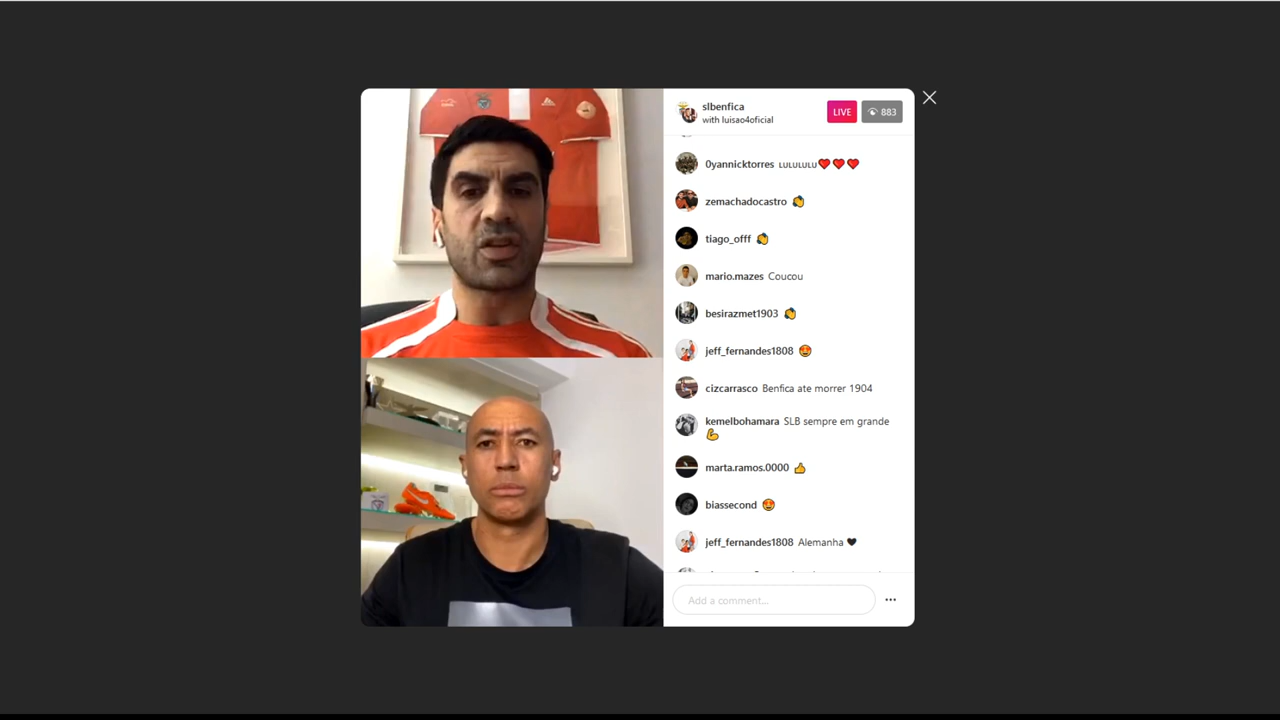 slbenfica
with luisao4oficial
LIVE
883
0yannicktorres ʟᴜʟᴜʟᴜʟᴜ❤️❤️❤️
zemachadocastro 👏
tiago_offf 👏
mario.mazes Coucou
besirazmet1903 👏
jeff_fernandes1808 😍
cizcarrasco Benfica ate morrer 1904
kemelbohamara SLB sempre em grande
💪
marta.ramos.0000 👍
biassecond 😍
jeff_fernandes1808 Alemanha 🖤
Add a comment...